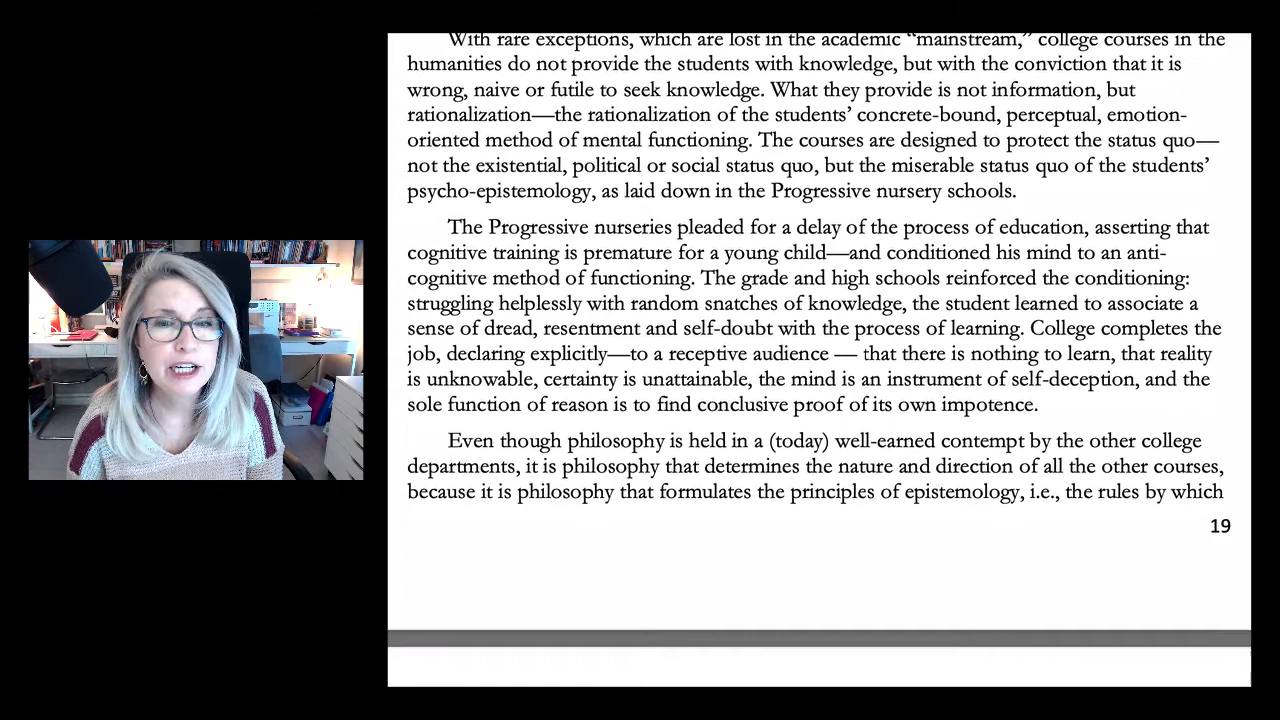 With rare exceptions, which are lost in the academic “mainstream,” college courses in the
humanities do not provide the students with knowledge, but with the conviction that it is
wrong, naive or futile to seek knowledge. What they provide is not information, but
rationalization—the rationalization of the students’ concrete-bound, perceptual, emotion-
oriented method of mental functioning. The courses are designed to protect the status quo—
not the existential, political or social status quo, but the miserable status quo of the students’
psycho-epistemology, as laid down in the Progressive nursery schools.
The Progressive nurseries pleaded for a delay of the process of education, asserting that
cognitive training is premature for a young child—and conditioned his mind to an anti-
cognitive method of functioning. The grade and high schools reinforced the conditioning:
struggling helplessly with random snatches of knowledge, the student learned to associate a
sense of dread, resentment and self-doubt with the process of learning. College completes the
job, declaring explicitly—to a receptive audience — that there is nothing to learn, that reality
is unknowable, certainty is unattainable, the mind is an instrument of self-deception, and the
sole function of reason is to find conclusive proof of its own impotence.
Even though philosophy is held in a (today) well-earned contempt by the other college
departments, it is philosophy that determines the nature and direction of all the other courses,
because it is philosophy that formulates the principles of epistemology, i.e., the rules by which
19